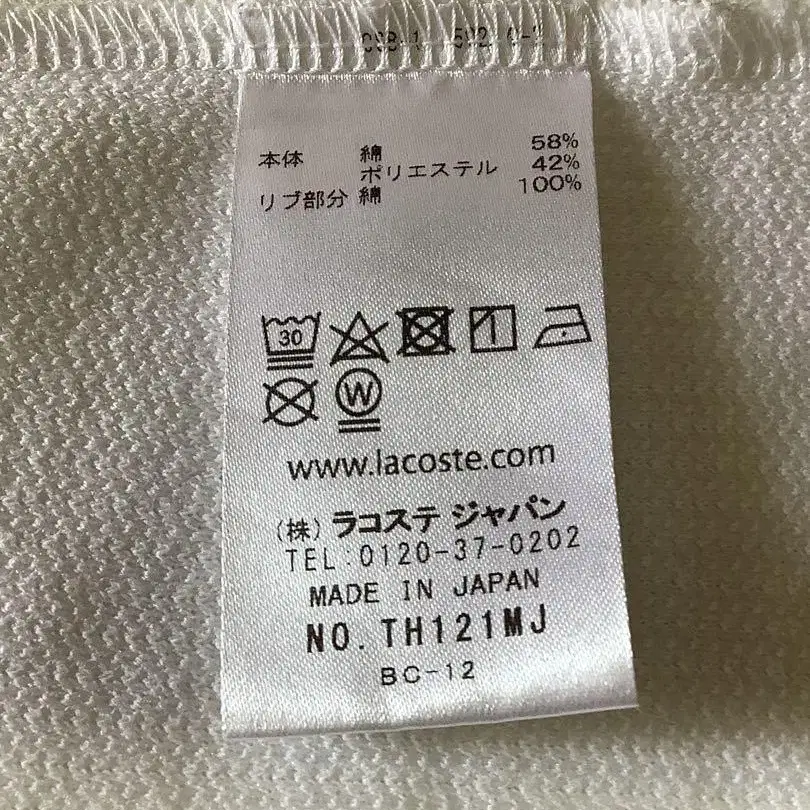 本体 綿 58%
ポリエステル 42%
リブ部分 綿 100%
30
W
www.lacoste.com
(株) ラコステ ジャパン
TEL:0120-37-0202
MADE IN JAPAN
NO.TH121MJ
BC-12